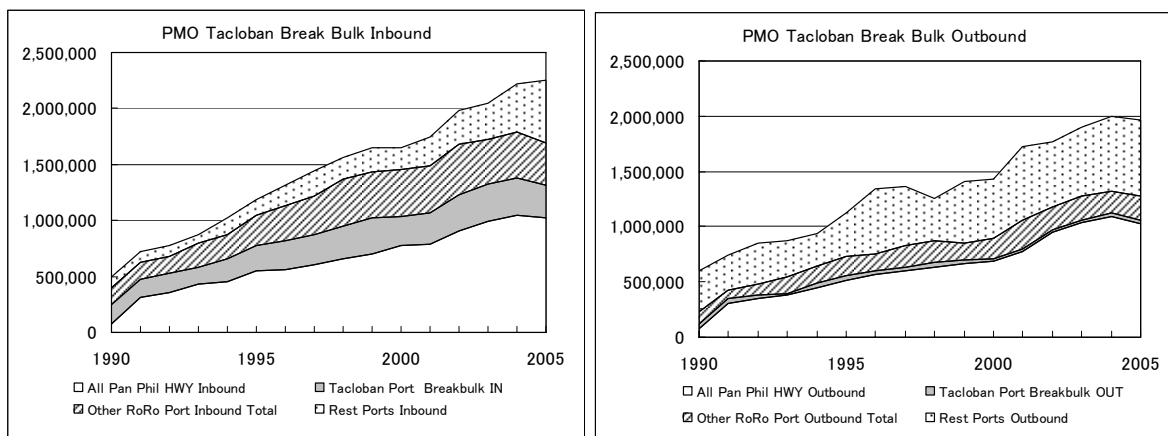 PMO Tacloban Break Bulk Inbound
2,500,000
2,000,000
1,500,000
1,000,000
500,000
0
1990 1995 2000 2005
All Pan Phil HWY Inbound Tacloban Port Breakbulk IN
Other RoRo Port Inbound Total Rest Ports Inbound
PMO Tacloban Break Bulk Outbound
2,500,000
2,000,000
1,500,000
1,000,000
500,000
0
1990 1995 2000 2005
All Pan Phil HWY Outbound Tacloban Port Breakbulk OUT
Other RoRo Port Outbound Total Rest Ports Outbound